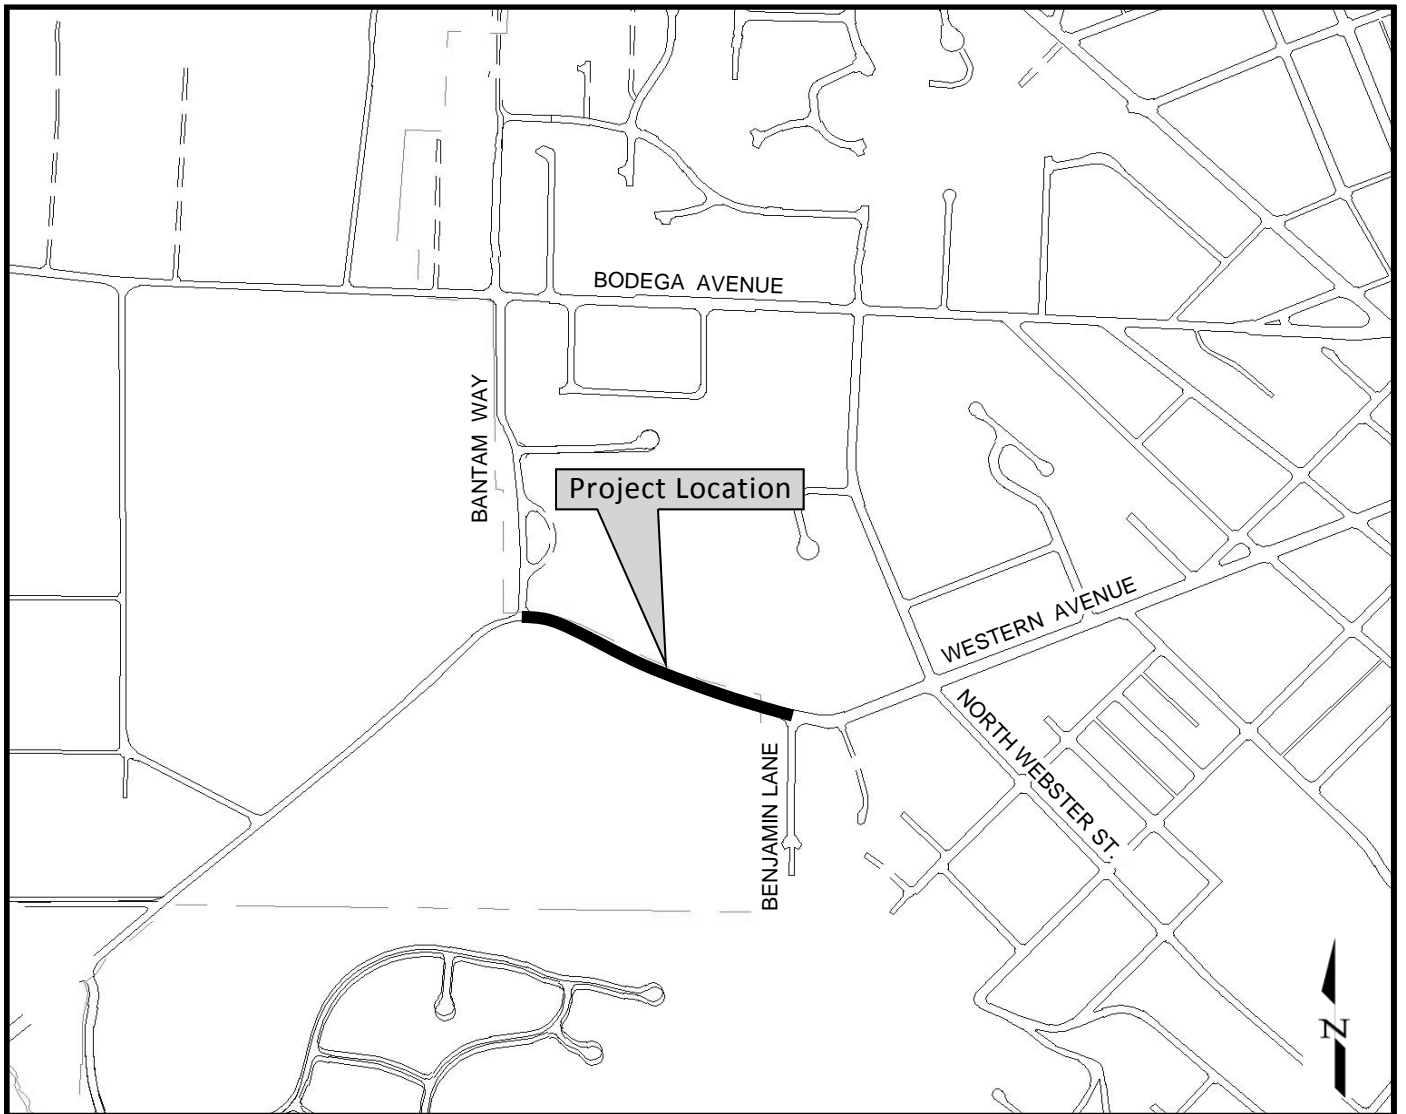 BODEGA AVENUE
BANTAM WAY
Project Location
WESTERN AVENUE
NORTH WEBSTER ST.
BENJAMIN LANE
N